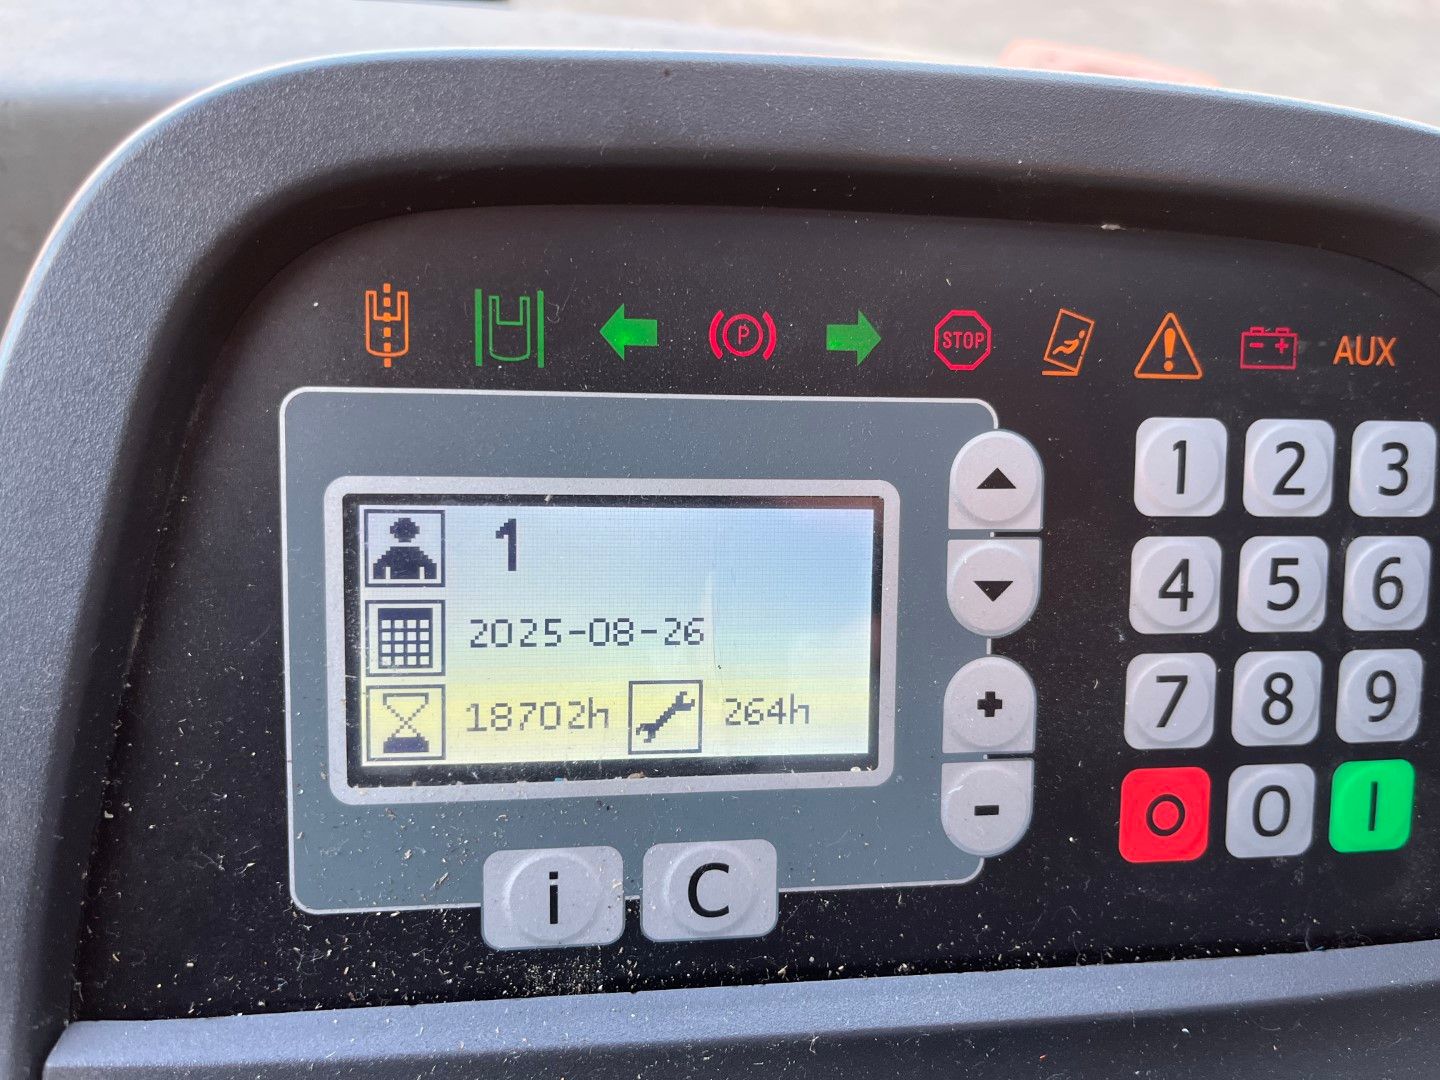 P
STOP
AUX
1
2025-08-26
18702h 264h
1 2 3
4 5 6
7 8 9
O 0 I
i C
+
-